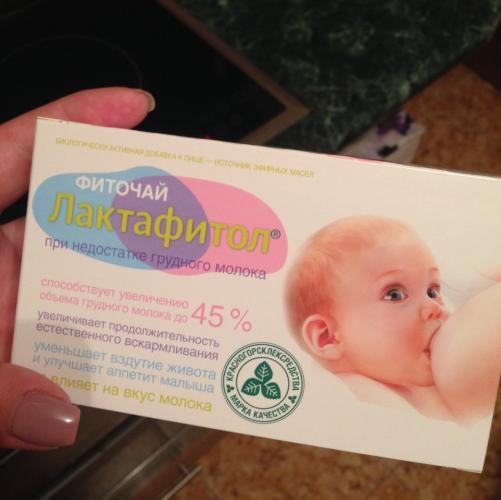 БИОЛОГИЧЕСКИ АКТИВНАЯ ДОБАВКА К ПИЩЕ — ИСТОЧНИК ЭФИРНЫХ МАСЕЛ
ФИТОЧАЙ
Лактафитол®
при недостатке грудного молока
способствует увеличению
объема грудного молока до 45 %
увеличивает продолжительность
естественного вскармливания
уменьшает вздутие живота
и улучшает аппетит малыша
влияет на вкус молока
КРАСНОГОРСКЛЕКСРЕДСТВА
МАРКА КАЧЕСТВА